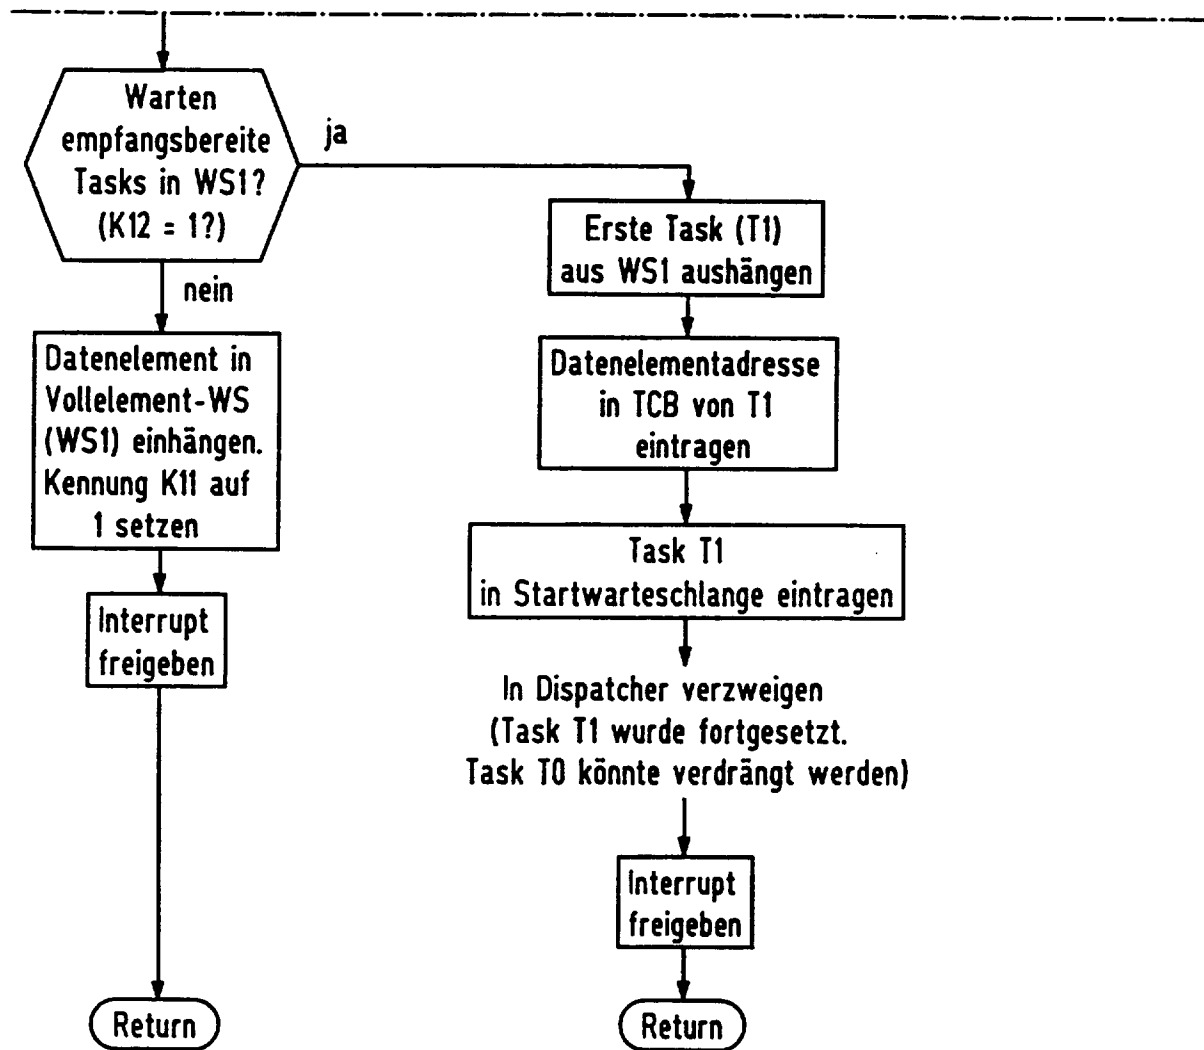 Warten
empfangsbereite
Tasks in WS1?
(K12 = 1?)
ja
nein
Datenelement in
Vollelement-WS
(WS1) einhängen.
Kennung K11 auf
1 setzen
Interrupt
freigeben
Return
Erste Task (T1)
aus WS1 aushängen
Datenelementadresse
in TCB von T1
eintragen
Task T1
in Startwarteschlange eintragen
In Dispatcher verzweigen
(Task T1 wurde fortgesetzt.
Task T0 könnte verdrängt werden)
Interrupt
freigeben
Return